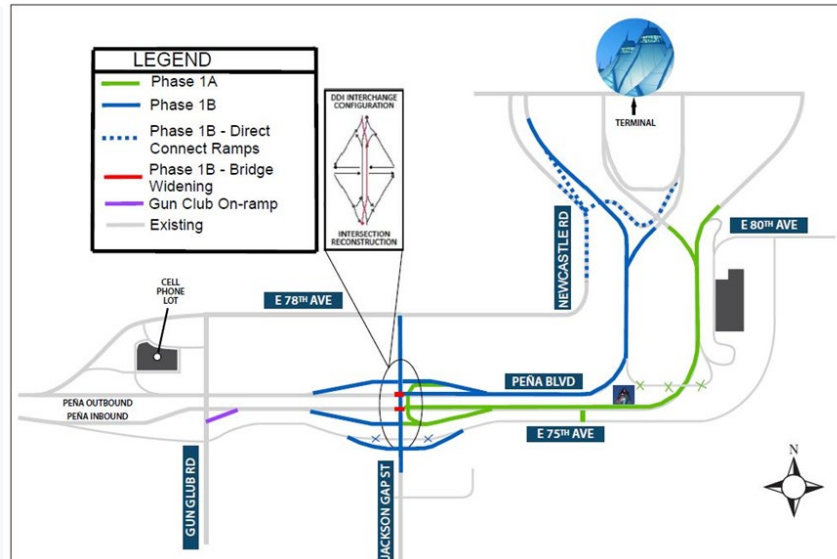 LEGEND
Phase 1A
Phase 1B
Phase 1B - Direct
Connect Ramps
Phase 1B - Bridge
Widening
Gun Club On-ramp
Existing
DDI INTERCHANGE
CONFIGURATION
INTERSECTION
RECONSTRUCTION
TERMINAL
E 80TH AVE
NEWCASTLE RD
CELL
PHONE
LOT
E 78TH AVE
PEÑA BLVD
PEÑA OUTBOUND
PEÑA INBOUND
E 75TH AVE
GUN GLUB RD
JACKSON GAP ST
N